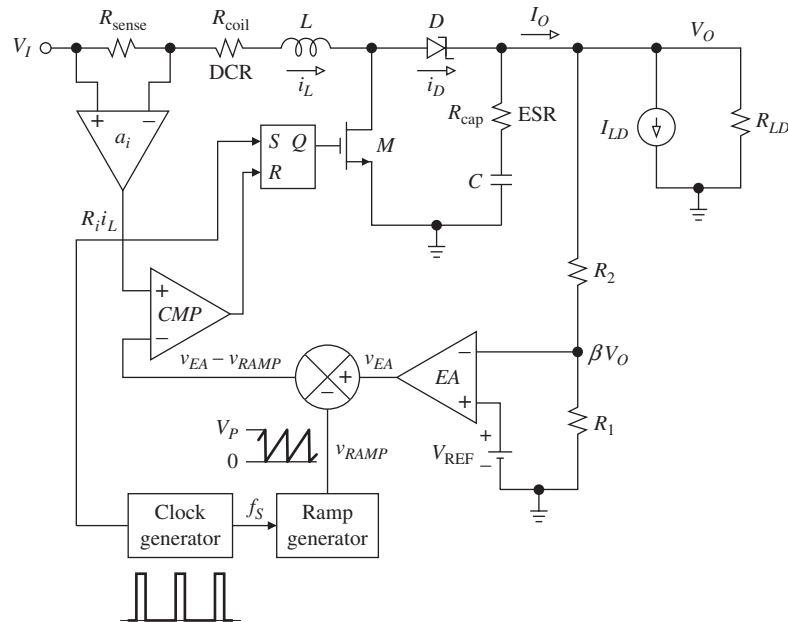 R_sense
R_coil
L
D
I_O
V_O
V_I
DCR
i_L
i_D
+ −
a_i
S Q
R
M
R_cap
ESR
C
I_LD
R_LD
R_i i_L
+
CMP
−
R_2
v_EA − v_RAMP
v_EA
+
−
−
EA
+
βV_O
R_1
V_P
0
v_RAMP
V_REF
+
−
Clock
generator
f_S
Ramp
generator